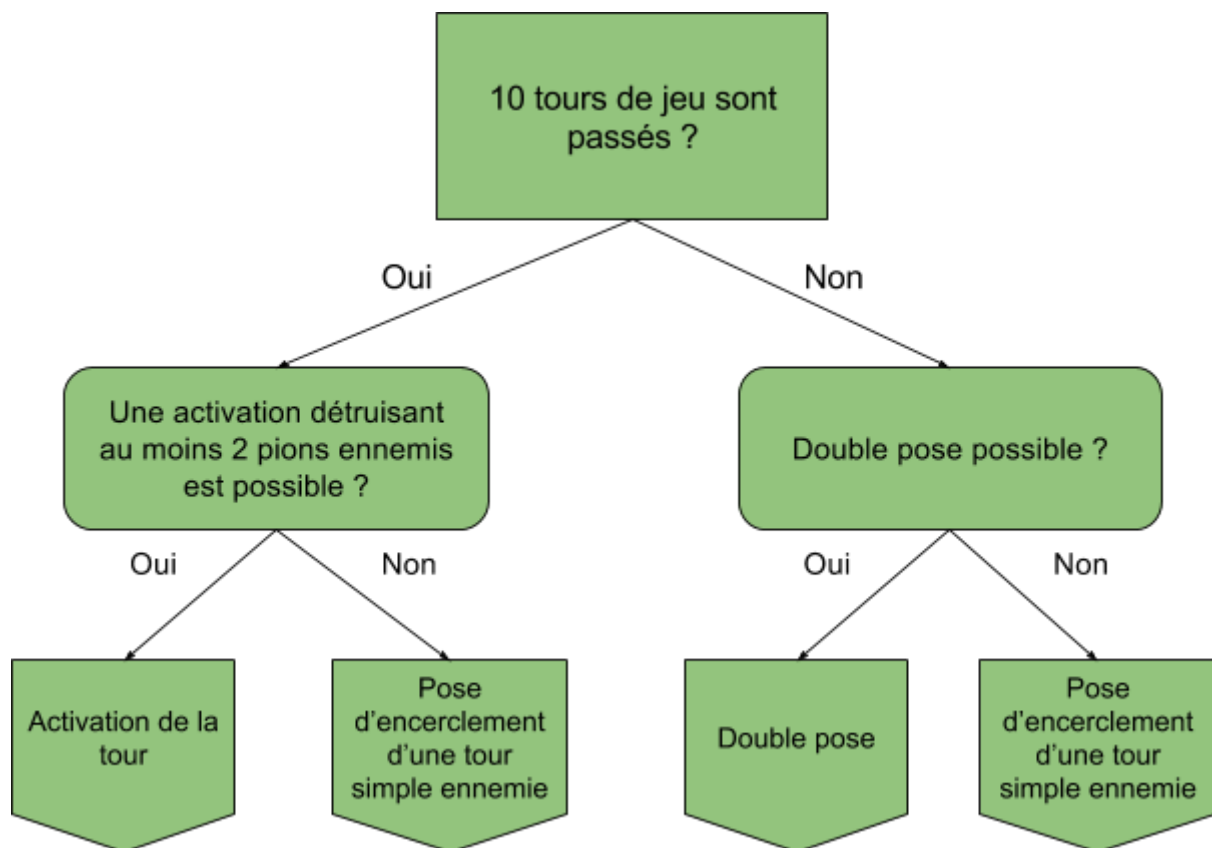 10 tours de jeu sont
passés ?
Oui
Non
Une activation détruisant
au moins 2 pions ennemis
est possible ?
Double pose possible ?
Oui
Non
Oui
Non
Activation de la
tour
Pose
d'encerclement
d'une tour
simple ennemie
Double pose
Pose
d'encerclement
d'une tour
simple ennemie